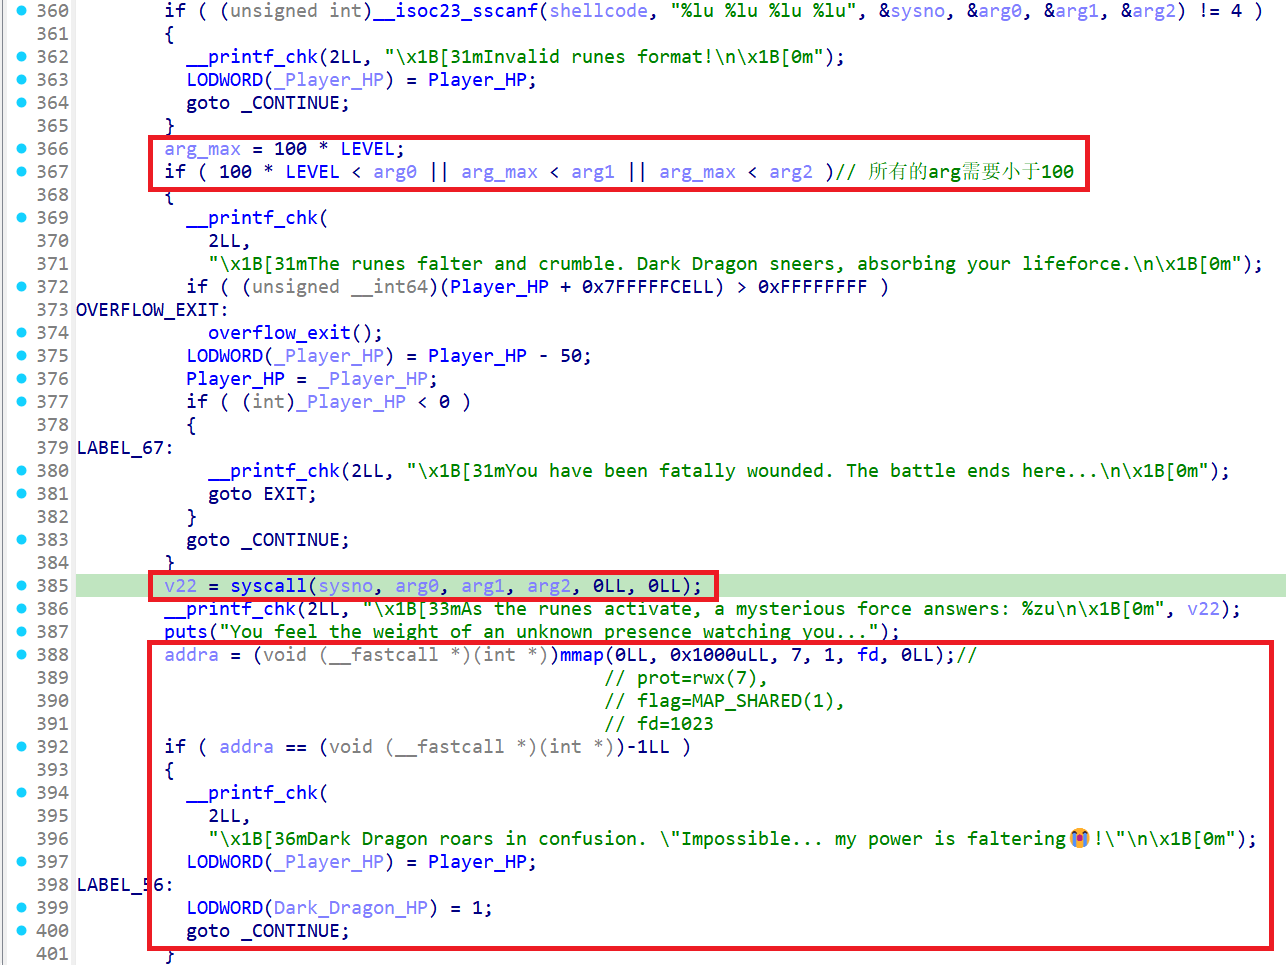 360 if ( (unsigned int)__isoc23_sscanf(shellcode, "%lu %lu %lu %lu", &sysno, &arg0, &arg1, &arg2) != 4 )
361 {
362 __printf_chk(2LL, "\x1B[31mInvalid runes format!\n\x1B[0m");
363 LODWORD(_Player_HP) = Player_HP;
364 goto _CONTINUE;
365 }
366 arg_max = 100 * LEVEL;
367 if ( 100 * LEVEL < arg0 || arg_max < arg1 || arg_max < arg2 )// 所有的arg需要小于100
368 {
369 __printf_chk(
370 2LL,
371 "\x1B[31mThe runes falter and crumble. Dark Dragon sneers, absorbing your lifeforce.\n\x1B[0m");
372 if ( (unsigned __int64)(Player_HP + 0x7FFFFFCELL) > 0xFFFFFFFF )
373 OVERFLOW_EXIT:
374 overflow_exit();
375 LODWORD(_Player_HP) = Player_HP - 50;
376 Player_HP = _Player_HP;
377 if ( (int)_Player_HP < 0 )
378 {
379 LABEL_67:
380 __printf_chk(2LL, "\x1B[31mYou have been fatally wounded. The battle ends here...\n\x1B[0m");
381 goto EXIT;
382 }
383 goto _CONTINUE;
384 }
385 v22 = syscall(sysno, arg0, arg1, arg2, 0LL, 0LL);
386 __printf_chk(2LL, "\x1B[33mAs the runes activate, a mysterious force answers: %zu\n\x1B[0m", v22);
387 puts("You feel the weight of an unknown presence watching you...");
388 addra = (void (__fastcall *)(int *))mmap(0LL, 0x1000uLL, 7, 1, fd, 0LL);//
389 // prot=rwx(7),
390 // flag=MAP_SHARED(1),
391 // fd=1023
392 if ( addra == (void (__fastcall *)(int *))-1LL )
393 {
394 __printf_chk(
395 2LL,
396 "\x1B[36mDark Dragon roars in confusion. \"Impossible... my power is faltering😭!\"\n\x1B[0m");
397 LODWORD(_Player_HP) = Player_HP;
398 LABEL_56:
399 LODWORD(Dark_Dragon_HP) = 1;
400 goto _CONTINUE;
401 }